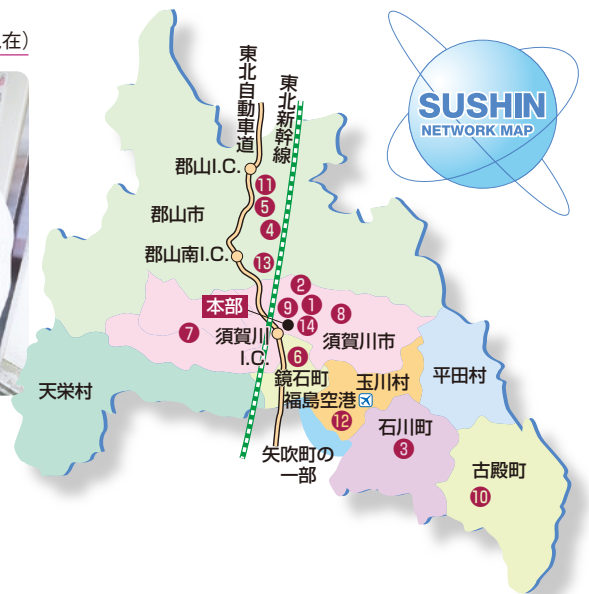 在）
SUSHIN
NETWORK MAP
東北自動車道
東北新幹線
郡山I.C.
⑪
⑤
郡山市
④
郡山南I.C.
⑬
②
本部
⑨
①
⑧
⑭
⑦
須賀川
I.C.
須賀川市
⑥
鏡石町
玉川村
平田村
天栄村
福島空港
⑫
石川町
③
矢吹町の
一部
古殿町
⑩